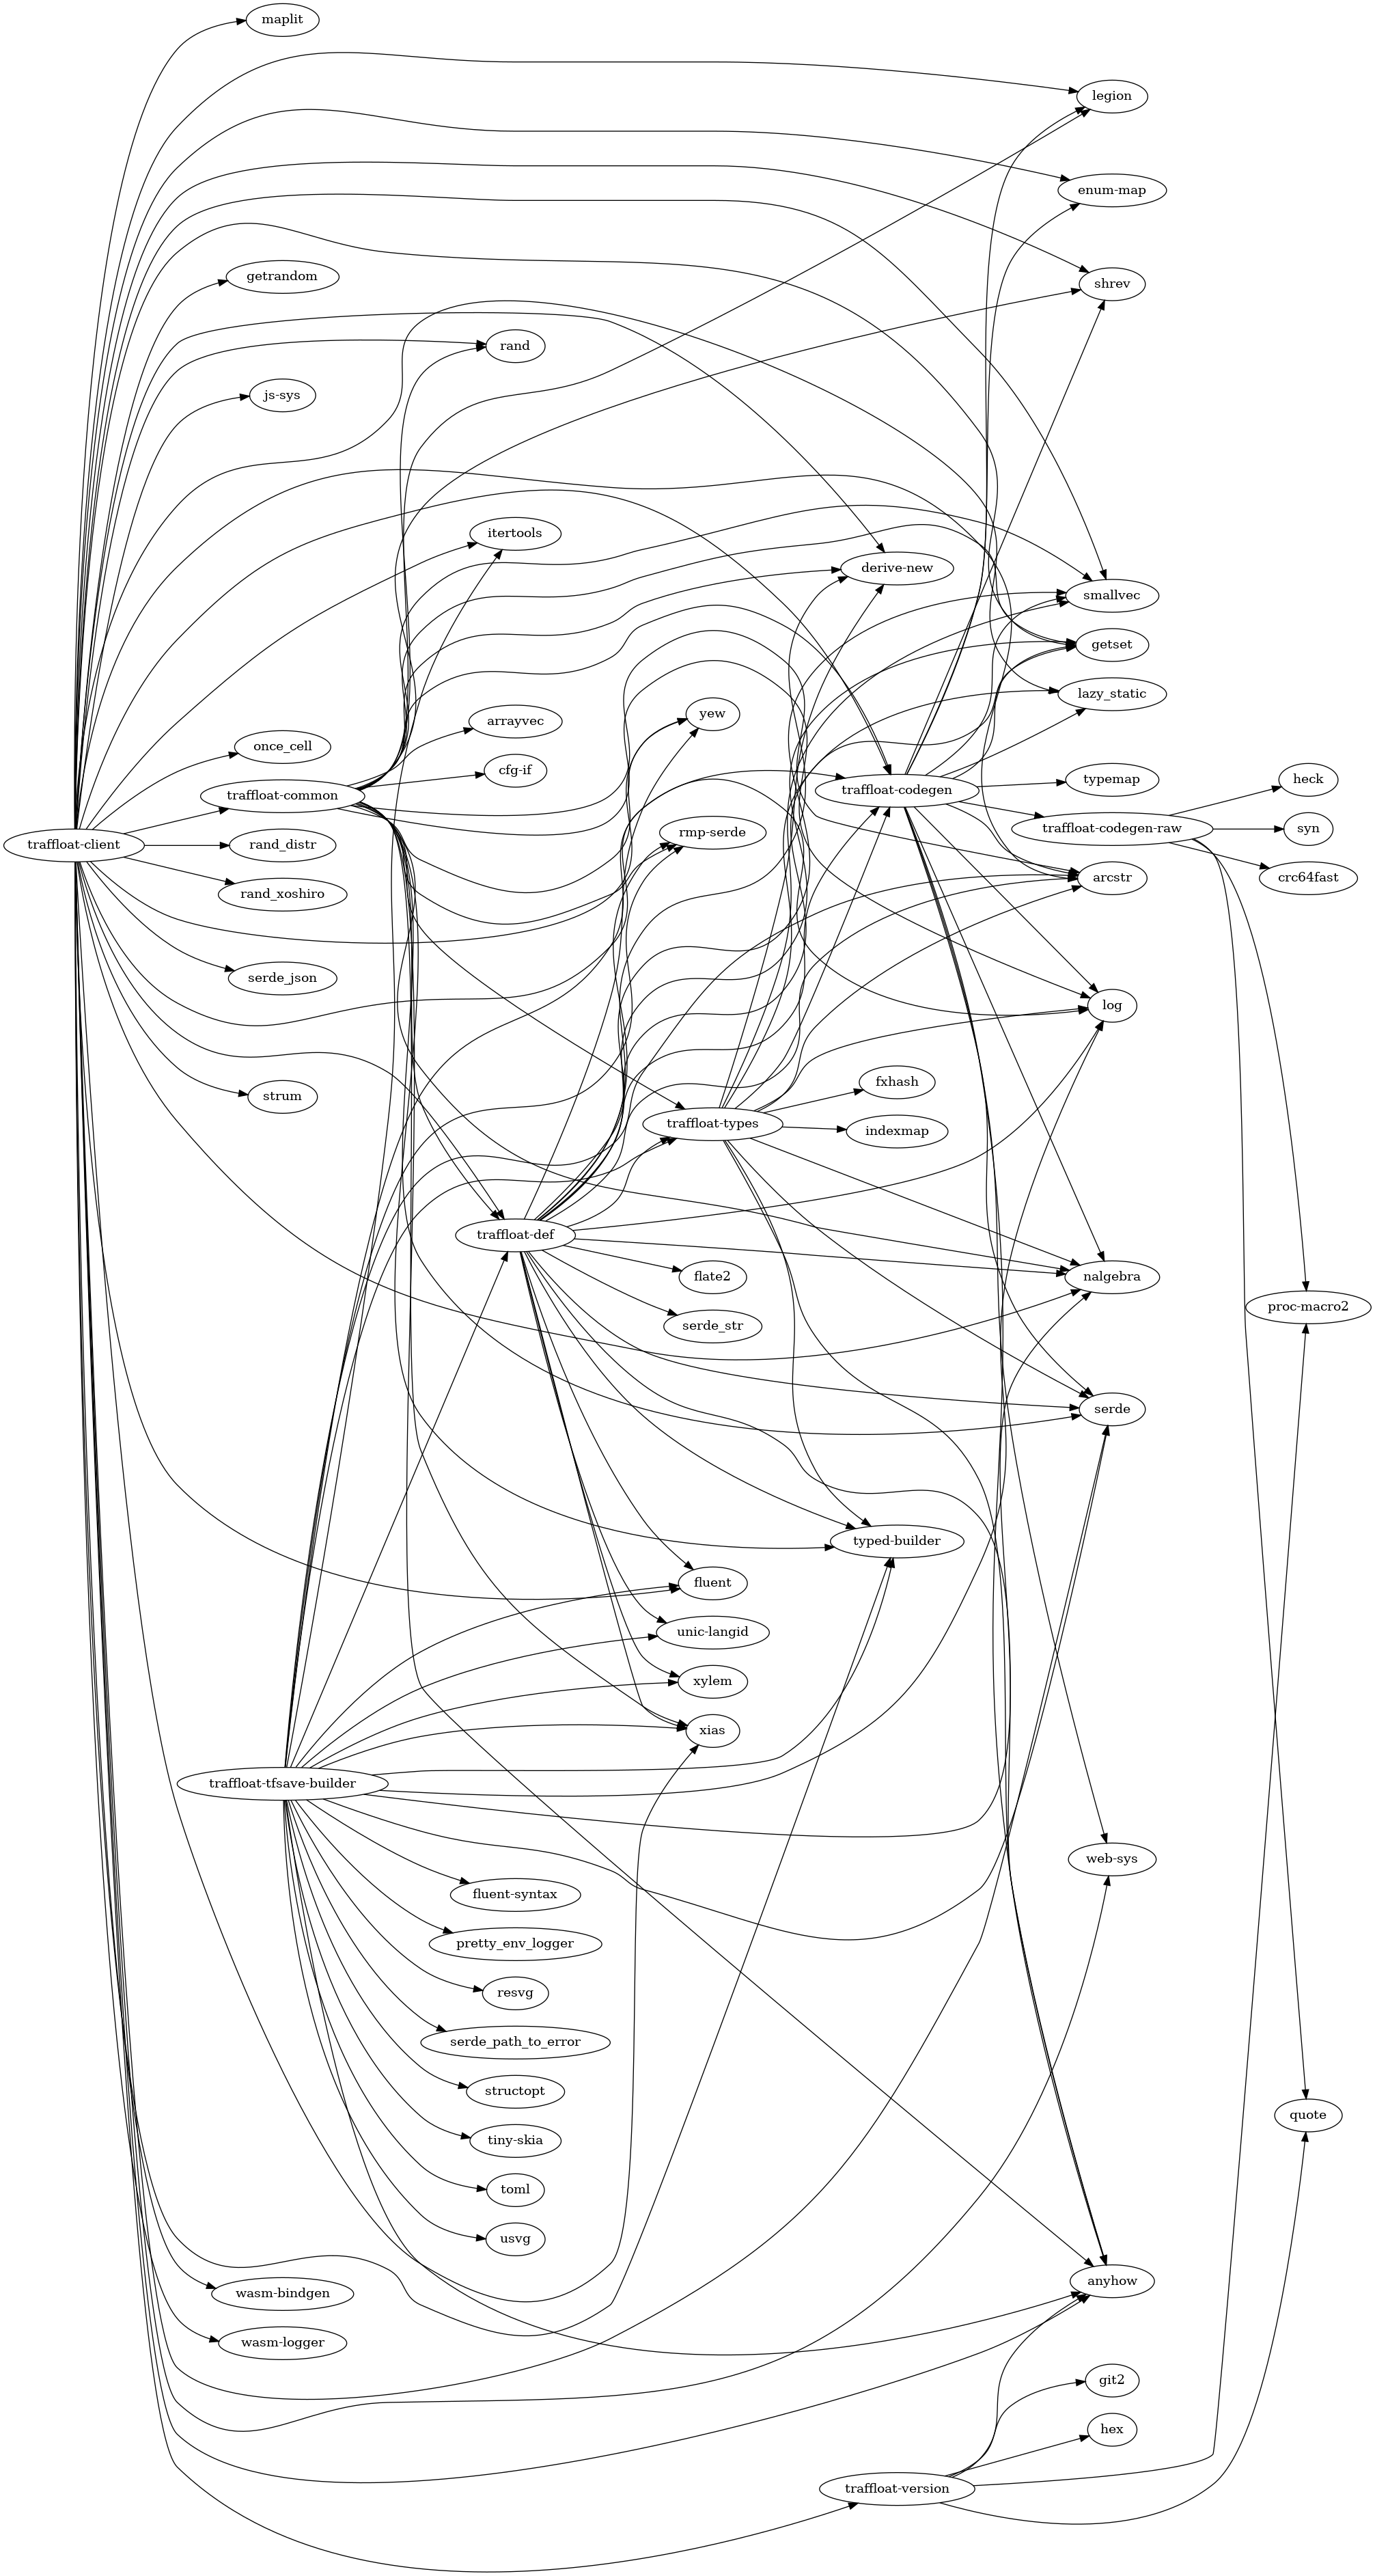 maplit
legion
enum-map
getrandom
shrev
rand
js-sys
itertools
derive-new
smallvec
getset
lazy_static
yew
arrayvec
once_cell
cfg-if
typemap
traffloat-codegen
traffloat-common
heck
traffloat-codegen-raw
syn
rmp-serde
traffloat-client
rand_distr
crc64fast
arcstr
rand_xoshiro
serde_json
log
fxhash
strum
traffloat-types
indexmap
traffloat-def
flate2
nalgebra
proc-macro2
serde_str
serde
typed-builder
fluent
unic-langid
xylem
xias
traffloat-tfsave-builder
web-sys
fluent-syntax
pretty_env_logger
resvg
serde_path_to_error
structopt
quote
tiny-skia
toml
usvg
anyhow
wasm-bindgen
wasm-logger
git2
hex
traffloat-version